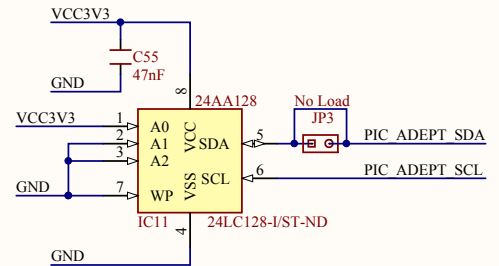 VCC3V3
C55
47nF
GND
8
24AA128
No Load
JP3
VCC3V3
1
A0
VCC
2
A1
SDA
5
PIC_ADEPT_SDA
3
A2
GND
7
WP
VSS
SCL
6
PIC_ADEPT_SCL
IC11
4
24LC128-I/ST-ND
GND